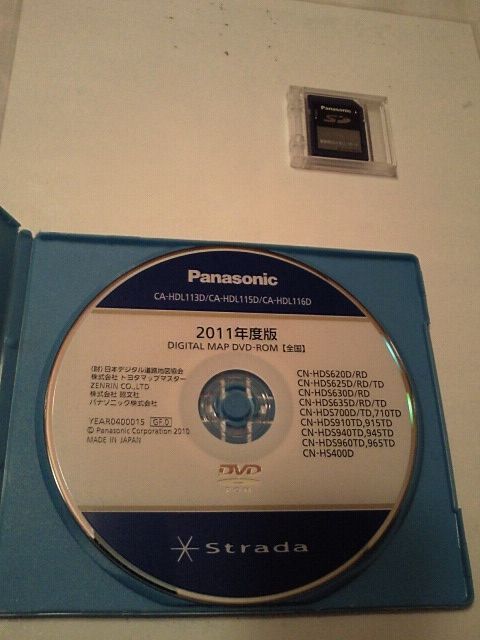 Panasonic
SD
Panasonic
CA-HDL113D/CA-HDL115D/CA-HDL116D
2011年度版
DIGITAL MAP DVD-ROM【全国】
(財)日本デジタル道路地図協会
株式会社 トヨタマップマスター
ZENRIN CO.,LTD
株式会社 昭文社
パナソニック株式会社
YEAR0400015 GF.0
© Panasonic Corporation 2010
MADE IN JAPAN
CN-HDS620D/RD
CN-HDS625D/RD/TD
CN-HDS630D/RD
CN-HDS635D/RD/TD
CN-HDS700D/TD,710TD
CN-HDS910TD,915TD
CN-HDS940TD,945TD
CN-HDS960TD,965TD
CN-HS400D
DVD
ROM
Strada